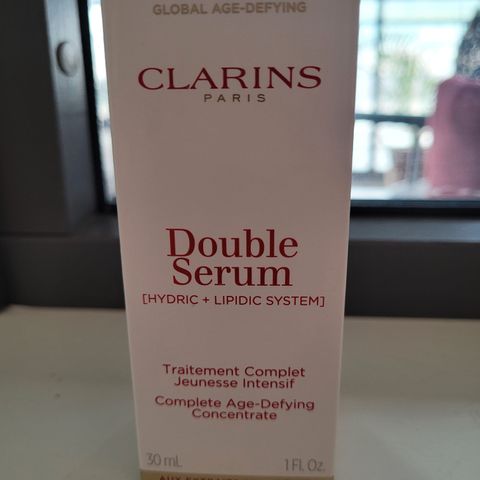 GLOBAL AGE-DEFYING
CLARINS
PARIS
Double
Serum
[HYDRIC + LIPIDIC SYSTEM]
Traitement Complet
Jeunesse Intensif
Complete Age-Defying
Concentrate
30 mL 1 Fl. Oz.